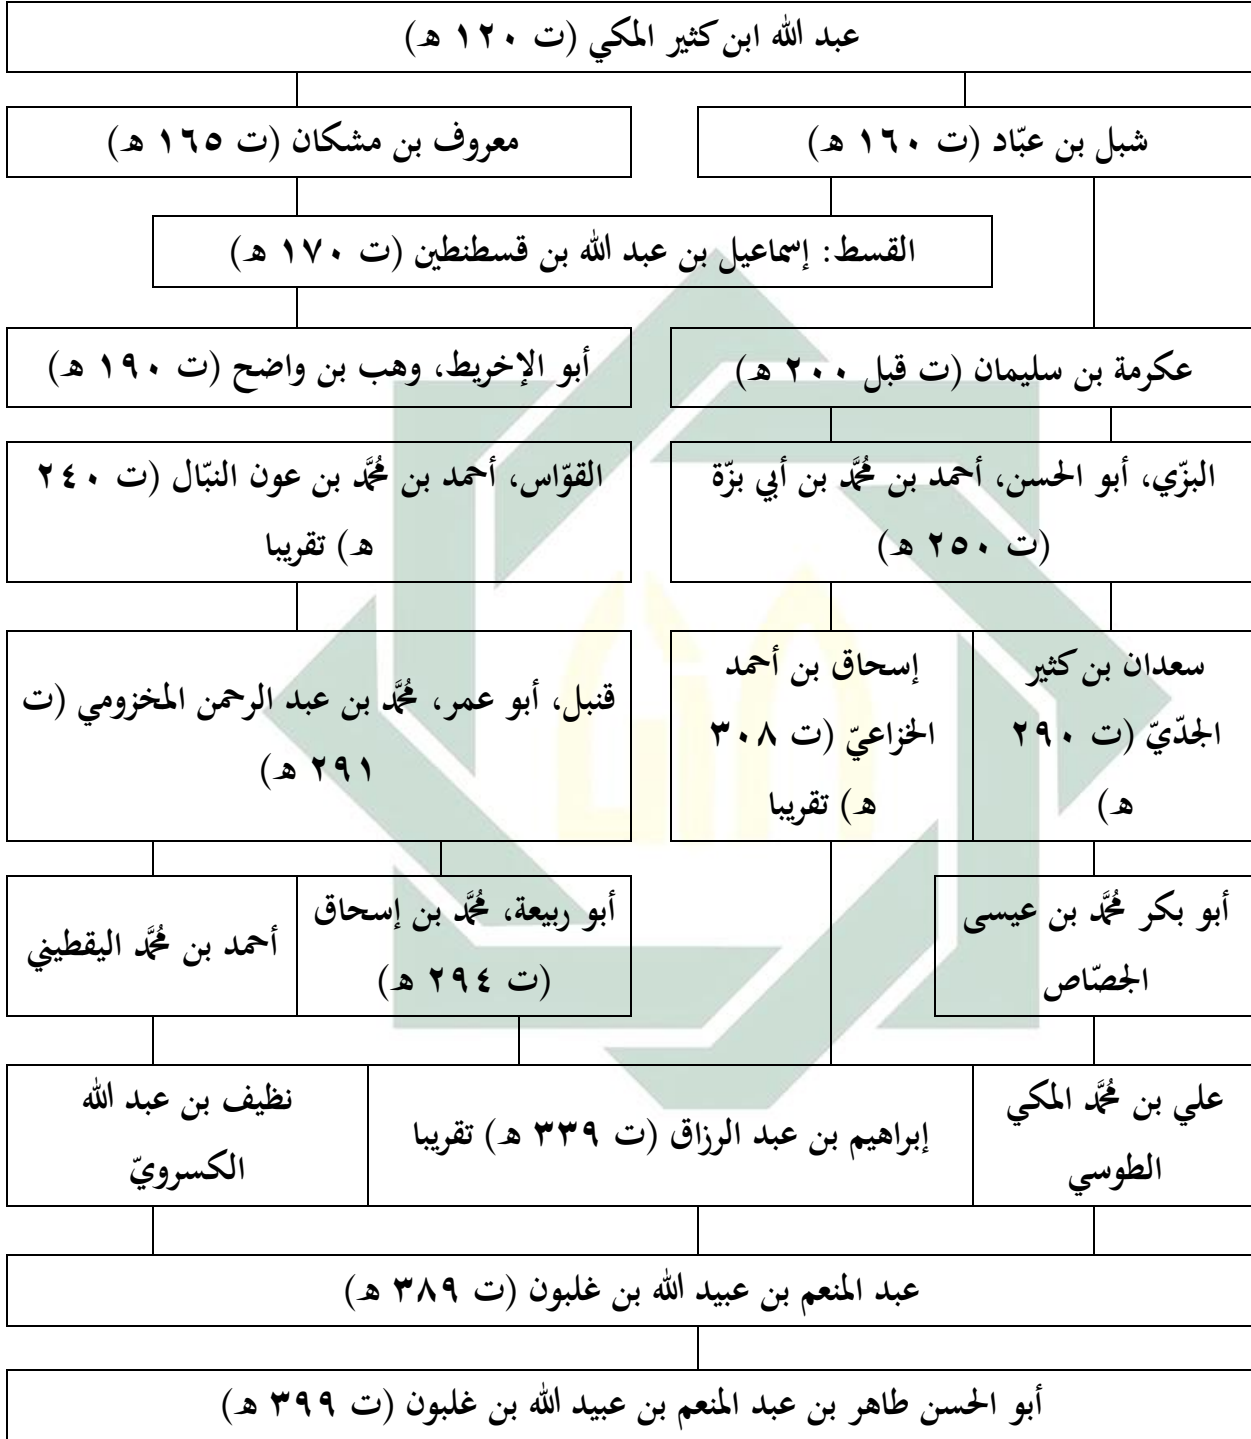 عبد الله ابن كثير المكي (ت ١٢٠ هـ)
شبل بن عبّاد (ت ١٦٠ هـ)
معروف بن مشكان (ت ١٦٥ هـ)
القسط: إسماعيل بن عبد الله بن قسطنطين (ت ١٧٠ هـ)
عكرمة بن سليمان (ت قبل ٢٠٠ هـ)
أبو الإخريط، وهب بن واضح (ت ١٩٠ هـ)
البزّي، أبو الحسن، أحمد بن مُحَّد بن أبي بزّة
(ت ٢٥٠ هـ)
القوّاس، أحمد بن مُحَّد بن عون النبّال (ت ٢٤٠
هـ) تقريبا
سعدان بن كثير
الجدّيّ (ت ٢٩٠
هـ)
إسحاق بن أحمد
الخزاعيّ (ت ٣٠٨
هـ) تقريبا
قنبل، أبو عمر، مُحَّد بن عبد الرحمن المخزومي (ت
٢٩١ هـ)
أبو بكر مُحَّد بن عيسى
الجصّاص
أبو ربيعة، مُحَّد بن إسحاق
(ت ٢٩٤ هـ)
أحمد بن مُحَّد اليقطيني
علي بن مُحَّد المكي
الطوسي
إبراهيم بن عبد الرزاق (ت ٣٣٩ هـ) تقريبا
نظيف بن عبد الله
الكسرويّ
عبد المنعم بن عبيد الله بن غلبون (ت ٣٨٩ هـ)
أبو الحسن طاهر بن عبد المنعم بن عبيد الله بن غلبون (ت ٣٩٩ هـ)